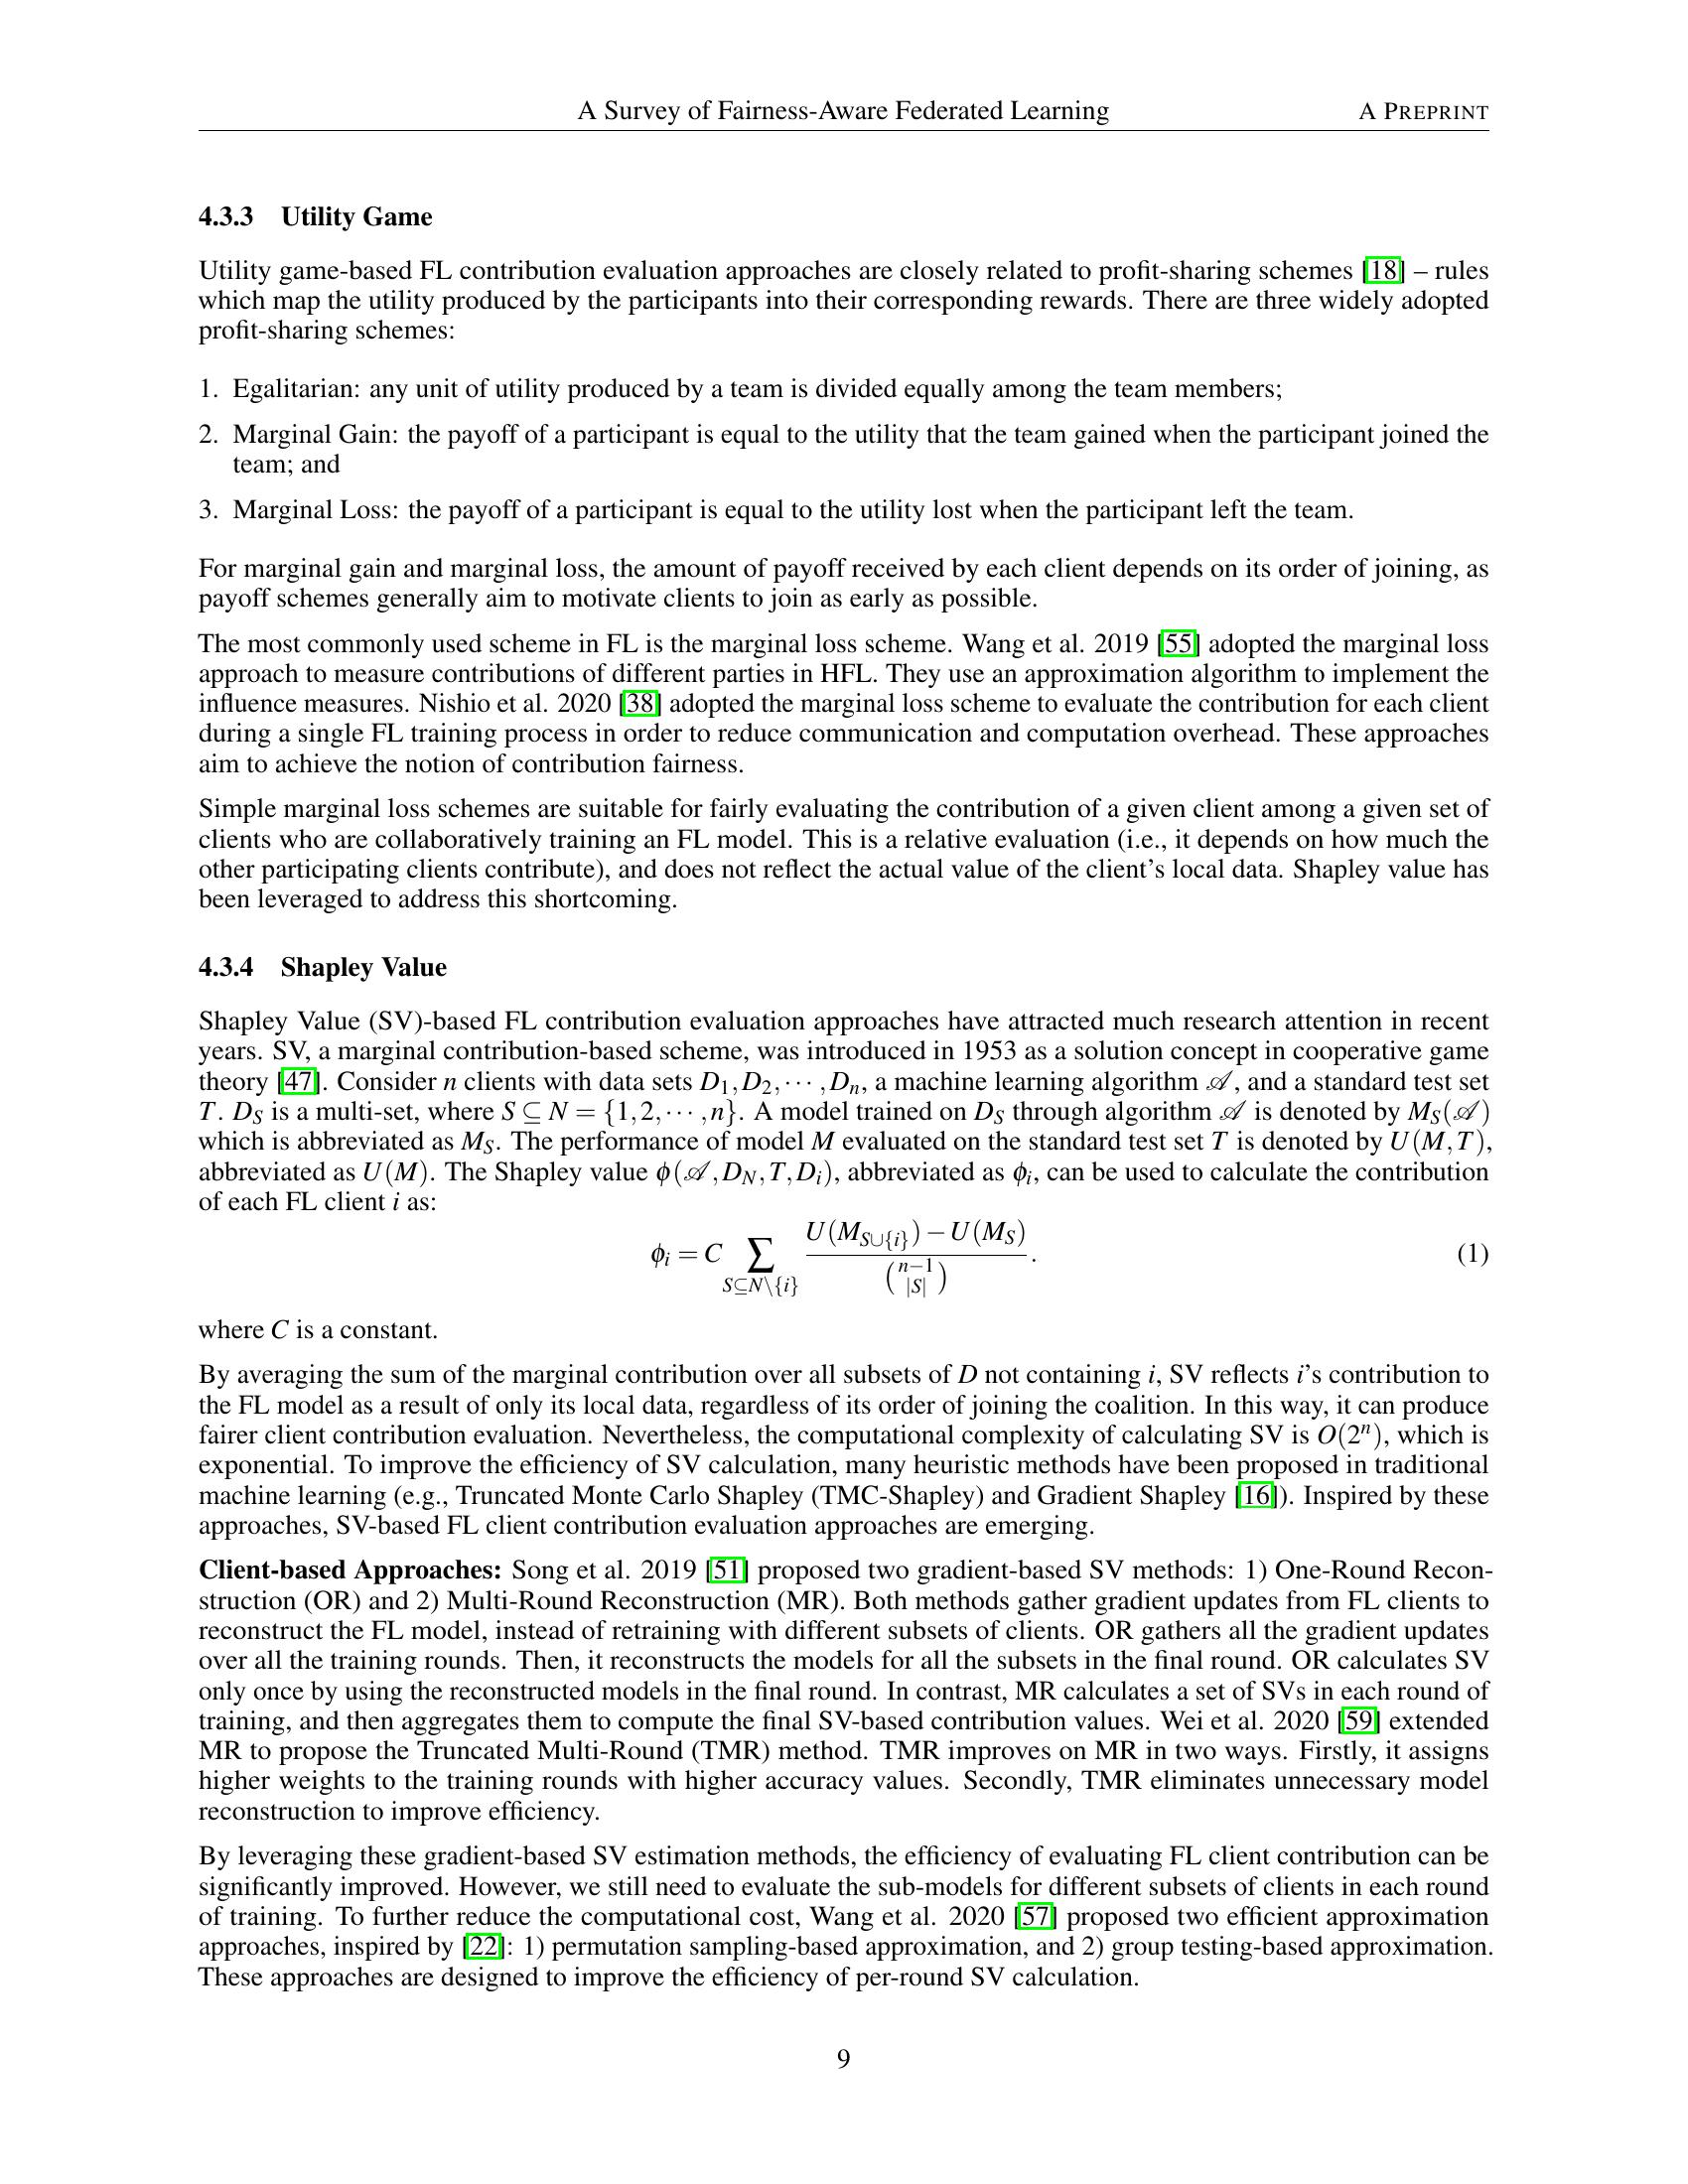 A Survey of Fairness-Aware Federated Learning A PREPRINT
4.3.3 Utility Game
Utility game-based FL contribution evaluation approaches are closely related to profit-sharing schemes [18] – rules
which map the utility produced by the participants into their corresponding rewards. There are three widely adopted
profit-sharing schemes:
1. Egalitarian: any unit of utility produced by a team is divided equally among the team members;
2. Marginal Gain: the payoff of a participant is equal to the utility that the team gained when the participant joined the
team; and
3. Marginal Loss: the payoff of a participant is equal to the utility lost when the participant left the team.
For marginal gain and marginal loss, the amount of payoff received by each client depends on its order of joining, as
payoff schemes generally aim to motivate clients to join as early as possible.
The most commonly used scheme in FL is the marginal loss scheme. Wang et al. 2019 [55] adopted the marginal loss
approach to measure contributions of different parties in HFL. They use an approximation algorithm to implement the
influence measures. Nishio et al. 2020 [38] adopted the marginal loss scheme to evaluate the contribution for each client
during a single FL training process in order to reduce communication and computation overhead. These approaches
aim to achieve the notion of contribution fairness.
Simple marginal loss schemes are suitable for fairly evaluating the contribution of a given client among a given set of
clients who are collaboratively training an FL model. This is a relative evaluation (i.e., it depends on how much the
other participating clients contribute), and does not reflect the actual value of the client's local data. Shapley value has
been leveraged to address this shortcoming.
4.3.4 Shapley Value
Shapley Value (SV)-based FL contribution evaluation approaches have attracted much research attention in recent
years. SV, a marginal contribution-based scheme, was introduced in 1953 as a solution concept in cooperative game
theory [47]. Consider n clients with data sets D₁,D₂,⋯,Dₙ, a machine learning algorithm 𝒜, and a standard test set
T. D_S is a multi-set, where S ⊆ N = {1,2,⋯,n}. A model trained on D_S through algorithm 𝒜 is denoted by M_S(𝒜)
which is abbreviated as M_S. The performance of model M evaluated on the standard test set T is denoted by U(M,T),
abbreviated as U(M). The Shapley value ϕ(𝒜,D_N,T,D_i), abbreviated as ϕ_i, can be used to calculate the contribution
of each FL client i as:
ϕ_i = C ∑_{S⊆N\{i}} (U(M_{S∪{i}}) − U(M_S)) / \binom{n−1}{|S|}. (1)
where C is a constant.
By averaging the sum of the marginal contribution over all subsets of D not containing i, SV reflects i's contribution to
the FL model as a result of only its local data, regardless of its order of joining the coalition. In this way, it can produce
fairer client contribution evaluation. Nevertheless, the computational complexity of calculating SV is O(2ⁿ), which is
exponential. To improve the efficiency of SV calculation, many heuristic methods have been proposed in traditional
machine learning (e.g., Truncated Monte Carlo Shapley (TMC-Shapley) and Gradient Shapley [16]). Inspired by these
approaches, SV-based FL client contribution evaluation approaches are emerging.
Client-based Approaches: Song et al. 2019 [51] proposed two gradient-based SV methods: 1) One-Round Recon-
struction (OR) and 2) Multi-Round Reconstruction (MR). Both methods gather gradient updates from FL clients to
reconstruct the FL model, instead of retraining with different subsets of clients. OR gathers all the gradient updates
over all the training rounds. Then, it reconstructs the models for all the subsets in the final round. OR calculates SV
only once by using the reconstructed models in the final round. In contrast, MR calculates a set of SVs in each round of
training, and then aggregates them to compute the final SV-based contribution values. Wei et al. 2020 [59] extended
MR to propose the Truncated Multi-Round (TMR) method. TMR improves on MR in two ways. Firstly, it assigns
higher weights to the training rounds with higher accuracy values. Secondly, TMR eliminates unnecessary model
reconstruction to improve efficiency.
By leveraging these gradient-based SV estimation methods, the efficiency of evaluating FL client contribution can be
significantly improved. However, we still need to evaluate the sub-models for different subsets of clients in each round
of training. To further reduce the computational cost, Wang et al. 2020 [57] proposed two efficient approximation
approaches, inspired by [22]: 1) permutation sampling-based approximation, and 2) group testing-based approximation.
These approaches are designed to improve the efficiency of per-round SV calculation.
9